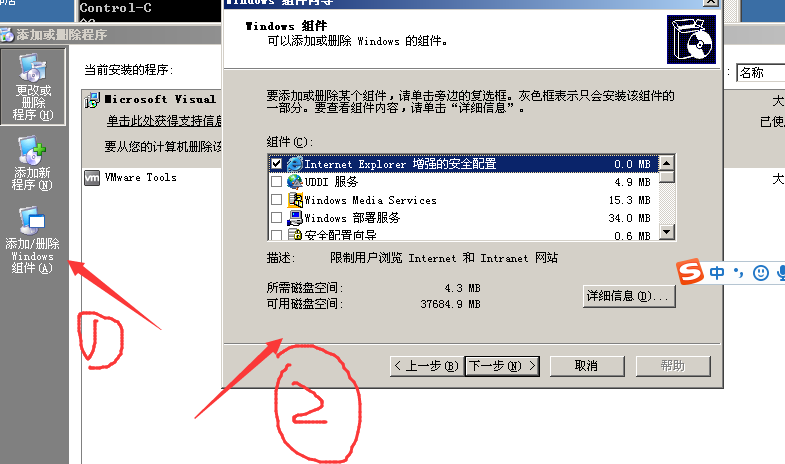 Control-C
^C
Windows 组件向导
添加或删除程序
更改或
删除
程序(H)
添加新
程序(N)
添加/删除
Windows
组件(A)
当前安装的程序:
名称
Microsoft Visual
单击此处获得支持信息
要从您的计算机删除该
VMware Tools
大
已使
大
Windows 组件
可以添加或删除 Windows 的组件。
要添加或删除某个组件，请单击旁边的复选框。灰色框表示只会安装该组件的
一部分。要查看组件内容，请单击“详细信息”。
组件(C):
Internet Explorer 增强的安全配置 0.0 MB
UDDI 服务 4.9 MB
Windows Media Services 15.3 MB
Windows 部署服务 34.0 MB
安全配置向导 0.6 MB
描述: 限制用户浏览 Internet 和 Intranet 网站
所需磁盘空间: 4.3 MB
可用磁盘空间: 37684.9 MB
详细信息(D)...
< 上一步(B)
下一步(N) >
取消
帮助
S 中
1
2